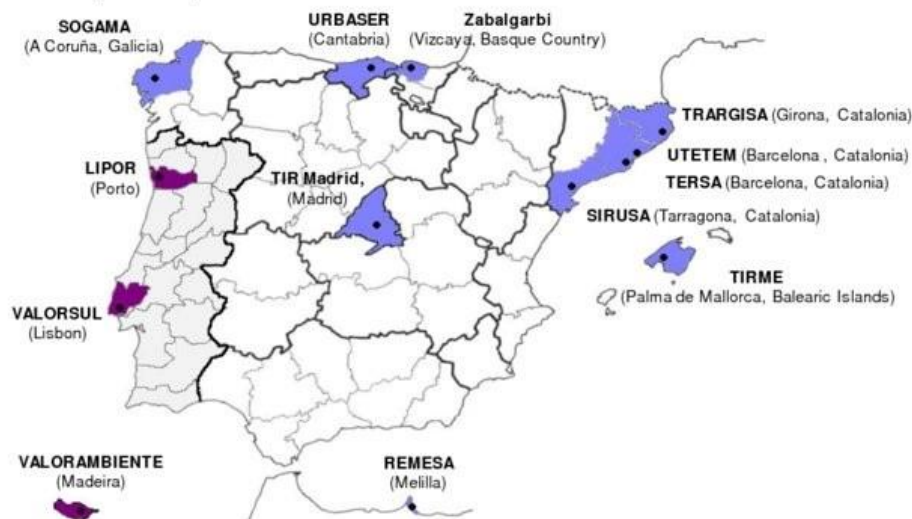 SOGAMA
(A Coruña, Galicia)
URBASER
(Cantabria)
Zabalgarbi
(Vizcaya, Basque Country)
TRARGISA (Girona, Catalonia)
LIPOR
(Porto)
TIR Madrid,
(Madrid)
UTETEM (Barcelona , Catalonia)
TERSA (Barcelona, Catalonia)
SIRUSA (Tarragona, Catalonia)
TIRME
(Palma de Mallorca, Balearic Islands)
VALORSUL
(Lisbon)
VALORAMBIENTE
(Madeira)
REMESA
(Melilla)